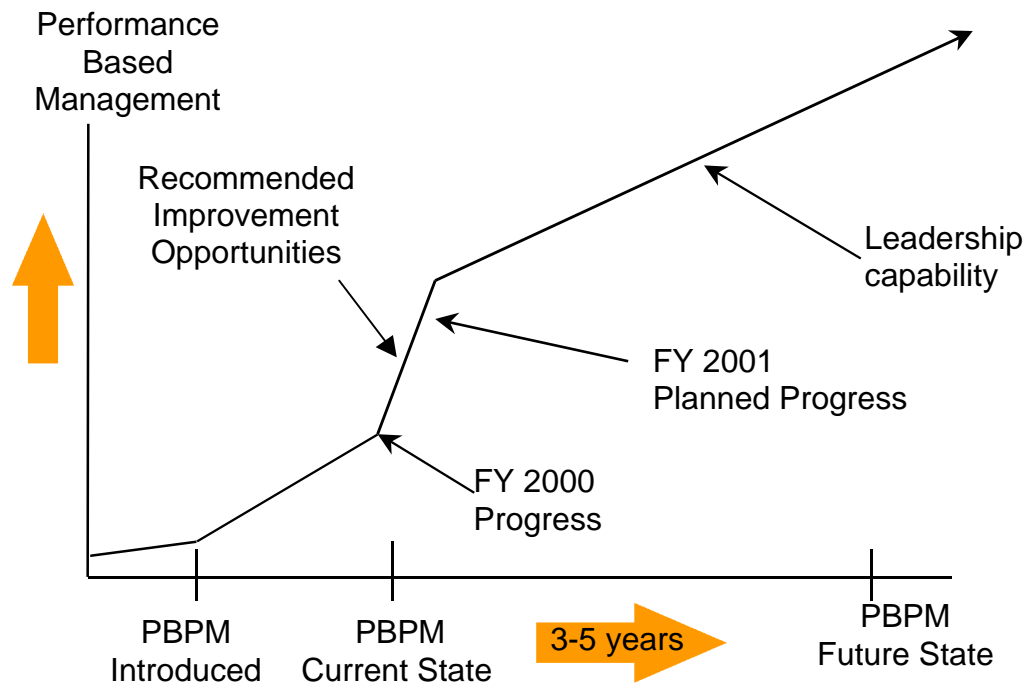 Performance
Based
Management
Recommended
Improvement
Opportunities
Leadership
capability
FY 2001
Planned Progress
FY 2000
Progress
PBPM
Introduced
PBPM
Current State
3-5 years
PBPM
Future State